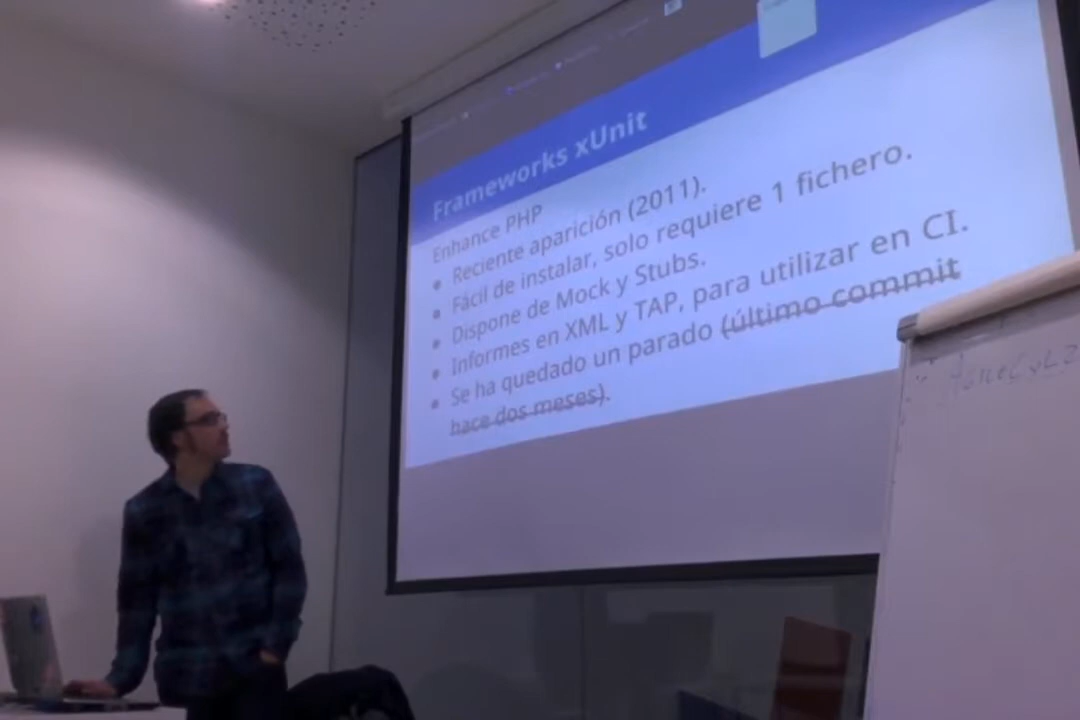 Frameworks xUnit
Enhance PHP
• Reciente aparición (2011).
• Fácil de instalar, solo requiere 1 fichero.
• Dispone de Mock y Stubs.
• Informes en XML y TAP, para utilizar en CI.
• Se ha quedado un parado (último commit
hace dos meses).